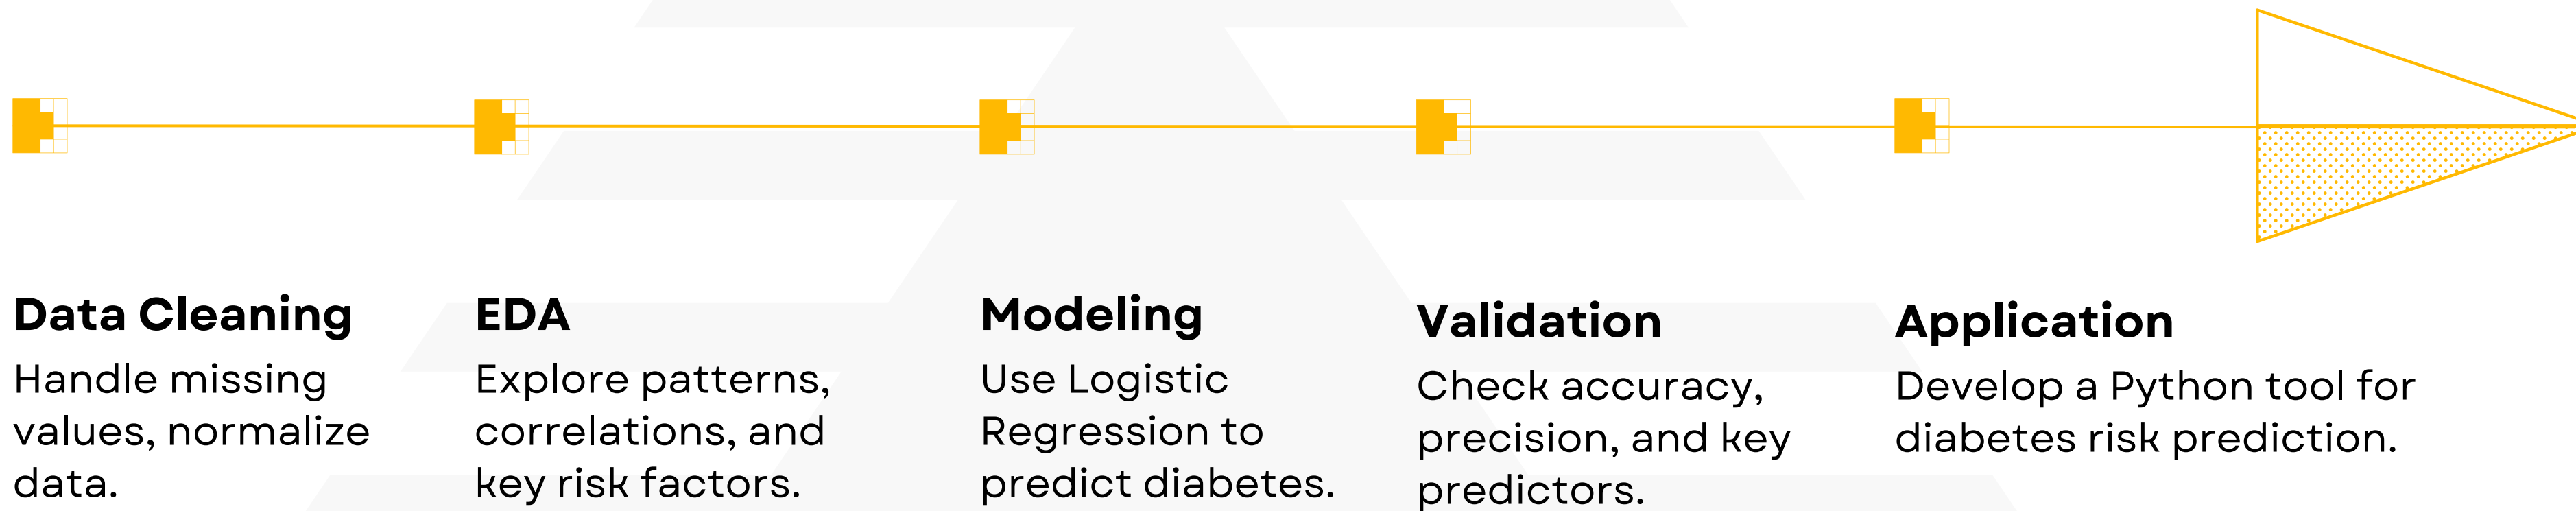 Data Cleaning
Handle missing
values, normalize
data.
EDA
Explore patterns,
correlations, and
key risk factors.
Modeling
Use Logistic
Regression to
predict diabetes.
Validation
Check accuracy,
precision, and key
predictors.
Application
Develop a Python tool for
diabetes risk prediction.